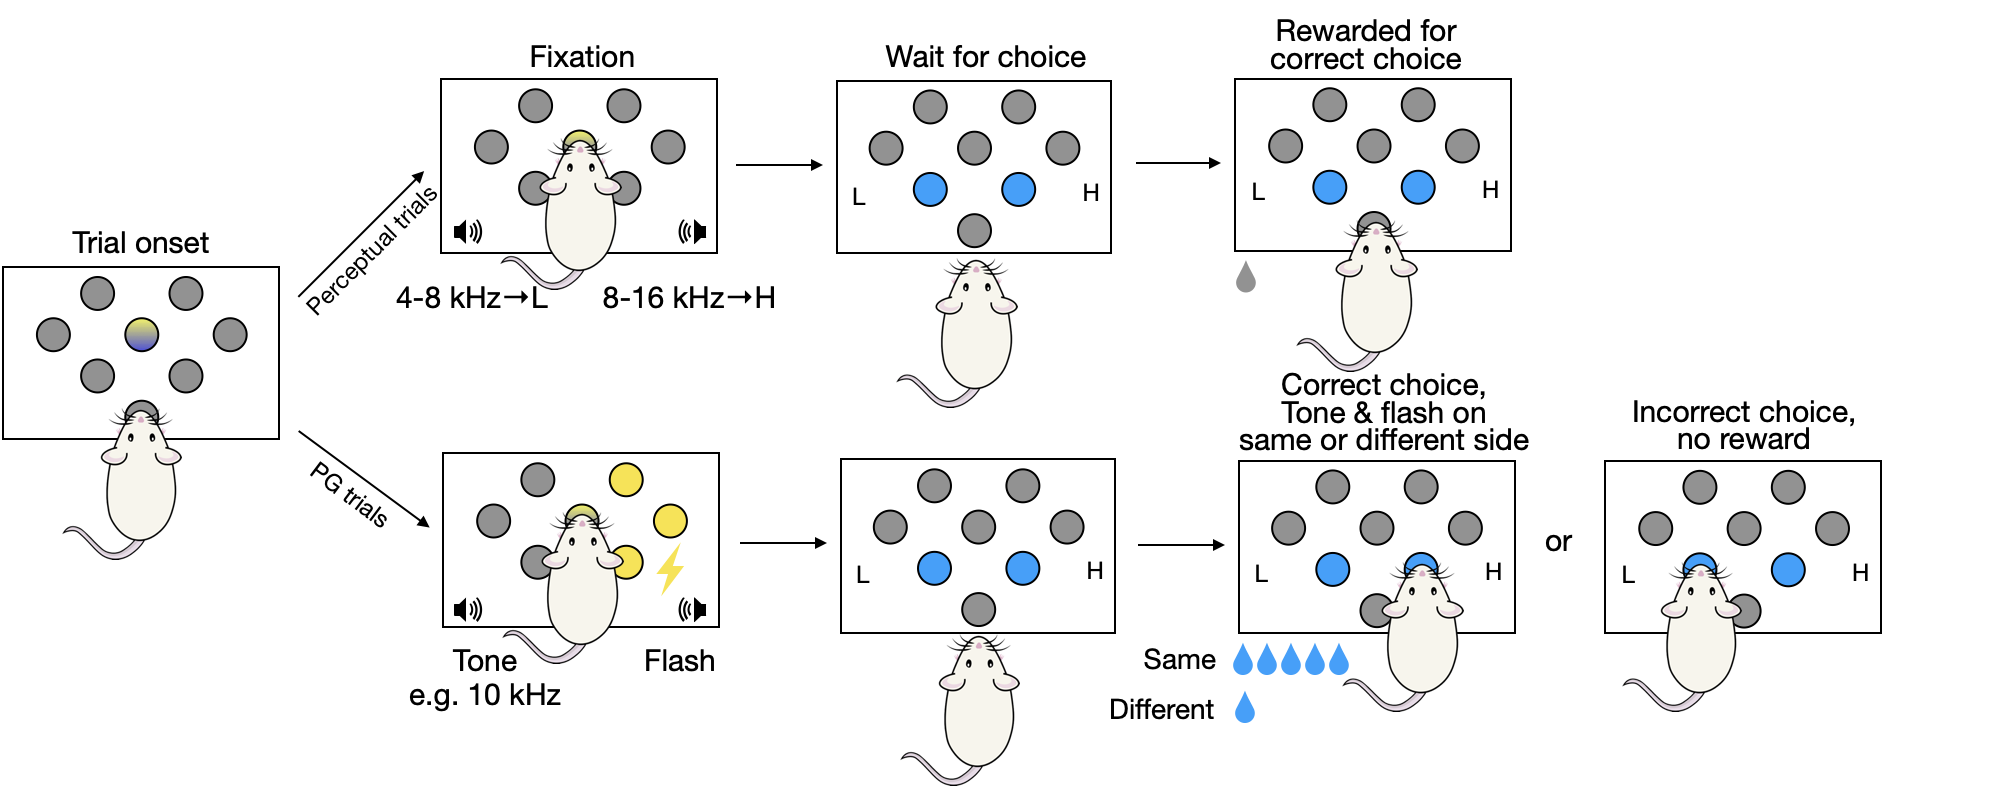 Trial onset
Perceptual trials
PG trials
Fixation
4-8 kHz→L
8-16 kHz→H
Wait for choice
L
H
Rewarded for
correct choice
L
H
Tone
e.g. 10 kHz
Flash
L
H
Correct choice,
Tone & flash on
same or different side
L
H
Same
Different
or
Incorrect choice,
no reward
L
H